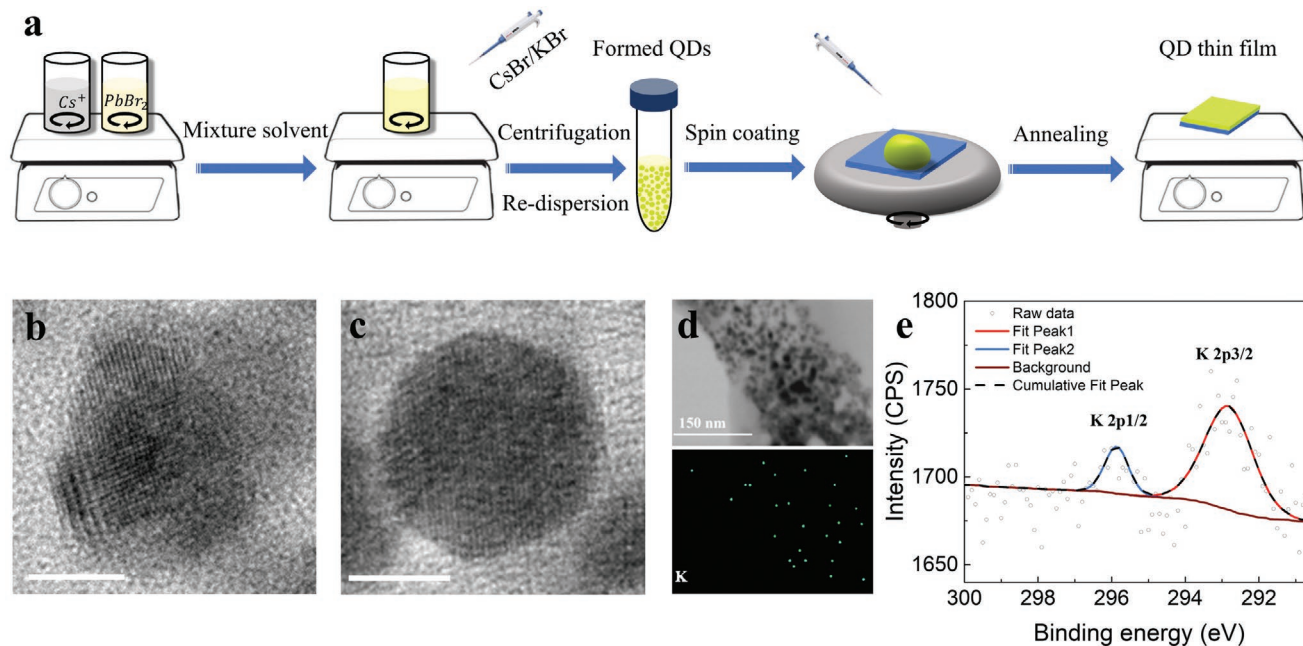 a
Cs⁺
PbBr₂
Mixture solvent
CsBr/KBr
Centrifugation
Re-dispersion
Formed QDs
Spin coating
Annealing
QD thin film
b
c
d
150 nm
K
e
1800
1750
1700
1650
Intensity (CPS)
Raw data
Fit Peak1
Fit Peak2
Background
Cumulative Fit Peak
K 2p3/2
K 2p1/2
300 298 296 294 292
Binding energy (eV)